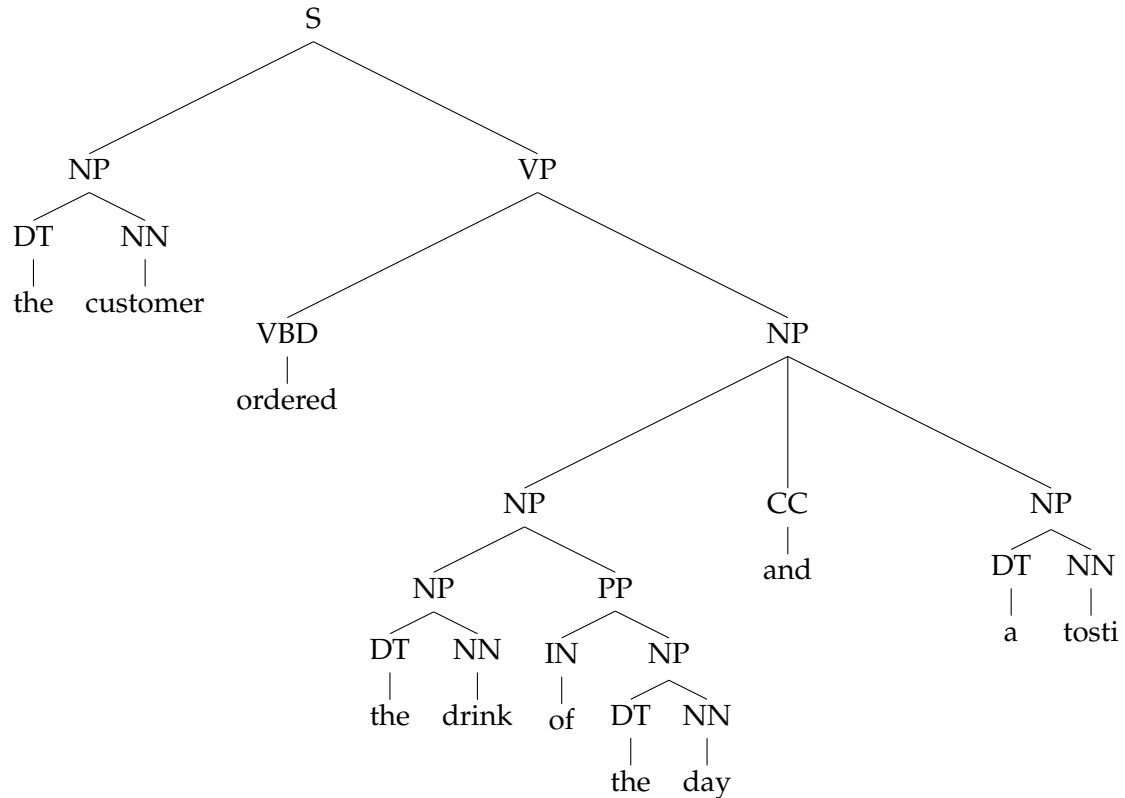 S
NP VP
DT NN
the customer
VBD NP
ordered
NP CC NP
and
NP PP DT NN
a tosti
DT NN IN NP
the drink of DT NN
the day